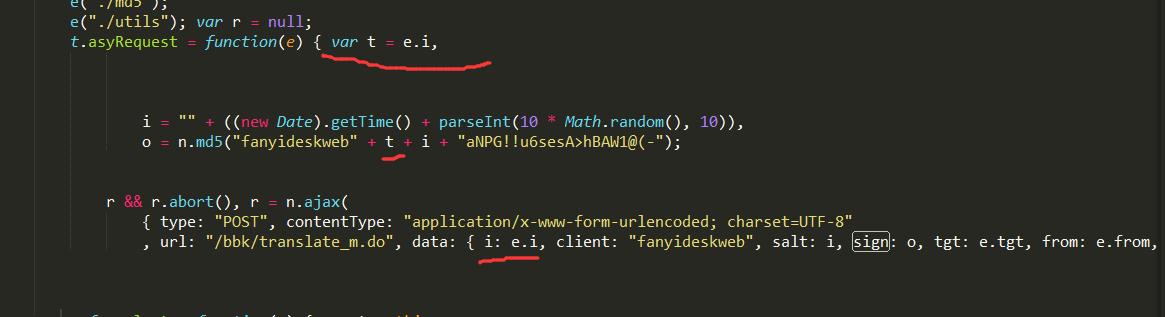 e("./md5");
e("./utils"); var r = null;
t.asyRequest = function(e) { var t = e.i,
i = "" + ((new Date).getTime() + parseInt(10 * Math.random(), 10)),
o = n.md5("fanyideskweb" + t + i + "aNPG!!u6sesA>hBAW1@(-");
r && r.abort(), r = n.ajax(
{ type: "POST", contentType: "application/x-www-form-urlencoded; charset=UTF-8"
, url: "/bbk/translate_m.do", data: { i: e.i, client: "fanyideskweb", salt: i, sign: o, tgt: e.tgt, from: e.from,